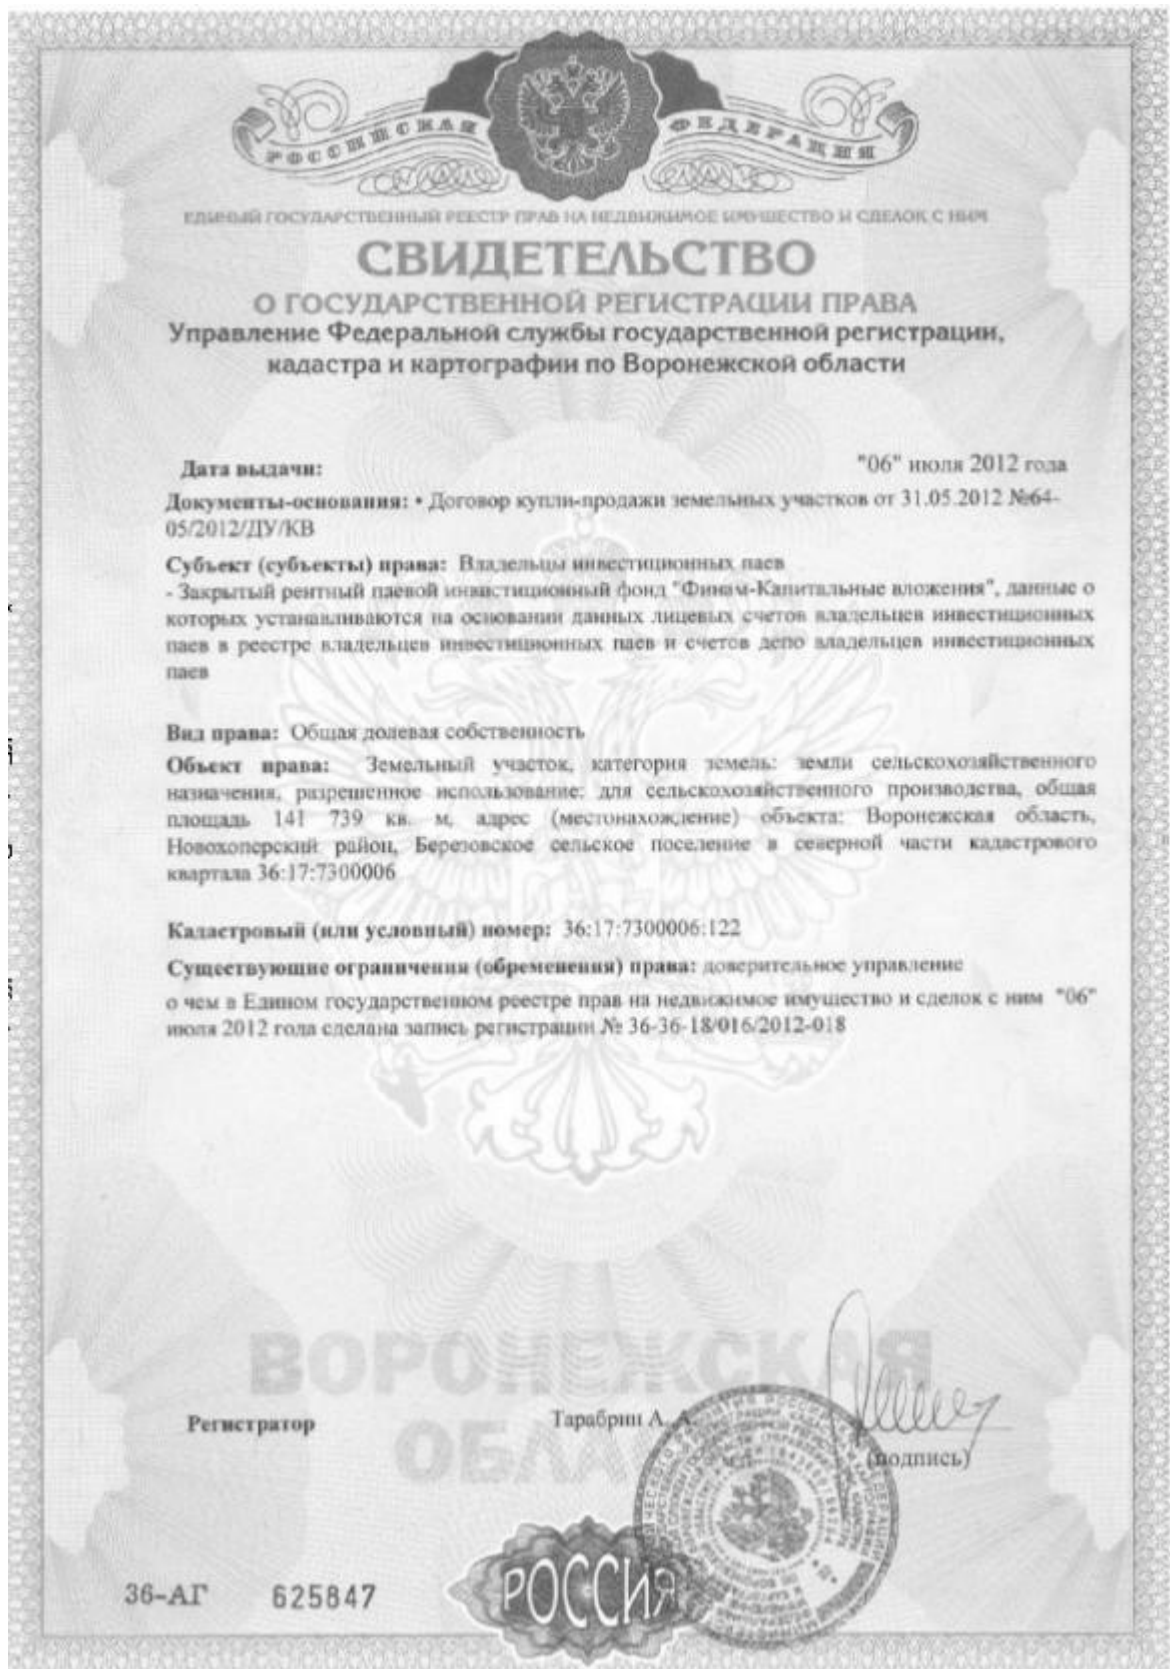 РОССИЙСКАЯ ФЕДЕРАЦИЯ
ЕДИНЫЙ ГОСУДАРСТВЕННЫЙ РЕЕСТР ПРАВ НА НЕДВИЖИМОЕ ИМУЩЕСТВО И СДЕЛОК С НИМ
СВИДЕТЕЛЬСТВО
О ГОСУДАРСТВЕННОЙ РЕГИСТРАЦИИ ПРАВА
Управление Федеральной службы государственной регистрации,
кадастра и картографии по Воронежской области
Дата выдачи: "06" июля 2012 года
Документы-основания: • Договор купли-продажи земельных участков от 31.05.2012 №64-
05/2012/ДУ/КВ
Субъект (субъекты) права: Владельцы инвестиционных паев
- Закрытый рентный паевой инвестиционный фонд "Финам-Капитальные вложения", данные о
которых устанавливаются на основании данных лицевых счетов владельцев инвестиционных
паев в реестре владельцев инвестиционных паев и счетов депо владельцев инвестиционных
паев
Вид права: Общая долевая собственность
Объект права: Земельный участок, категория земель: земли сельскохозяйственного
назначения, разрешенное использование: для сельскохозяйственного производства, общая
площадь 141 739 кв. м, адрес (местонахождение) объекта: Воронежская область,
Новохоперский район, Березовское сельское поселение в северной части кадастрового
квартала 36:17:7300006
Кадастровый (или условный) номер: 36:17:7300006:122
Существующие ограничения (обременения) права: доверительное управление
о чем в Едином государственном реестре прав на недвижимое имущество и сделок с ним "06"
июля 2012 года сделана запись регистрации № 36-36-18/016/2012-018
ВОРОНЕЖСКАЯ
Регистратор Тарабрин А. А.
(подпись)
36-АГ 625847
РОССИЯ